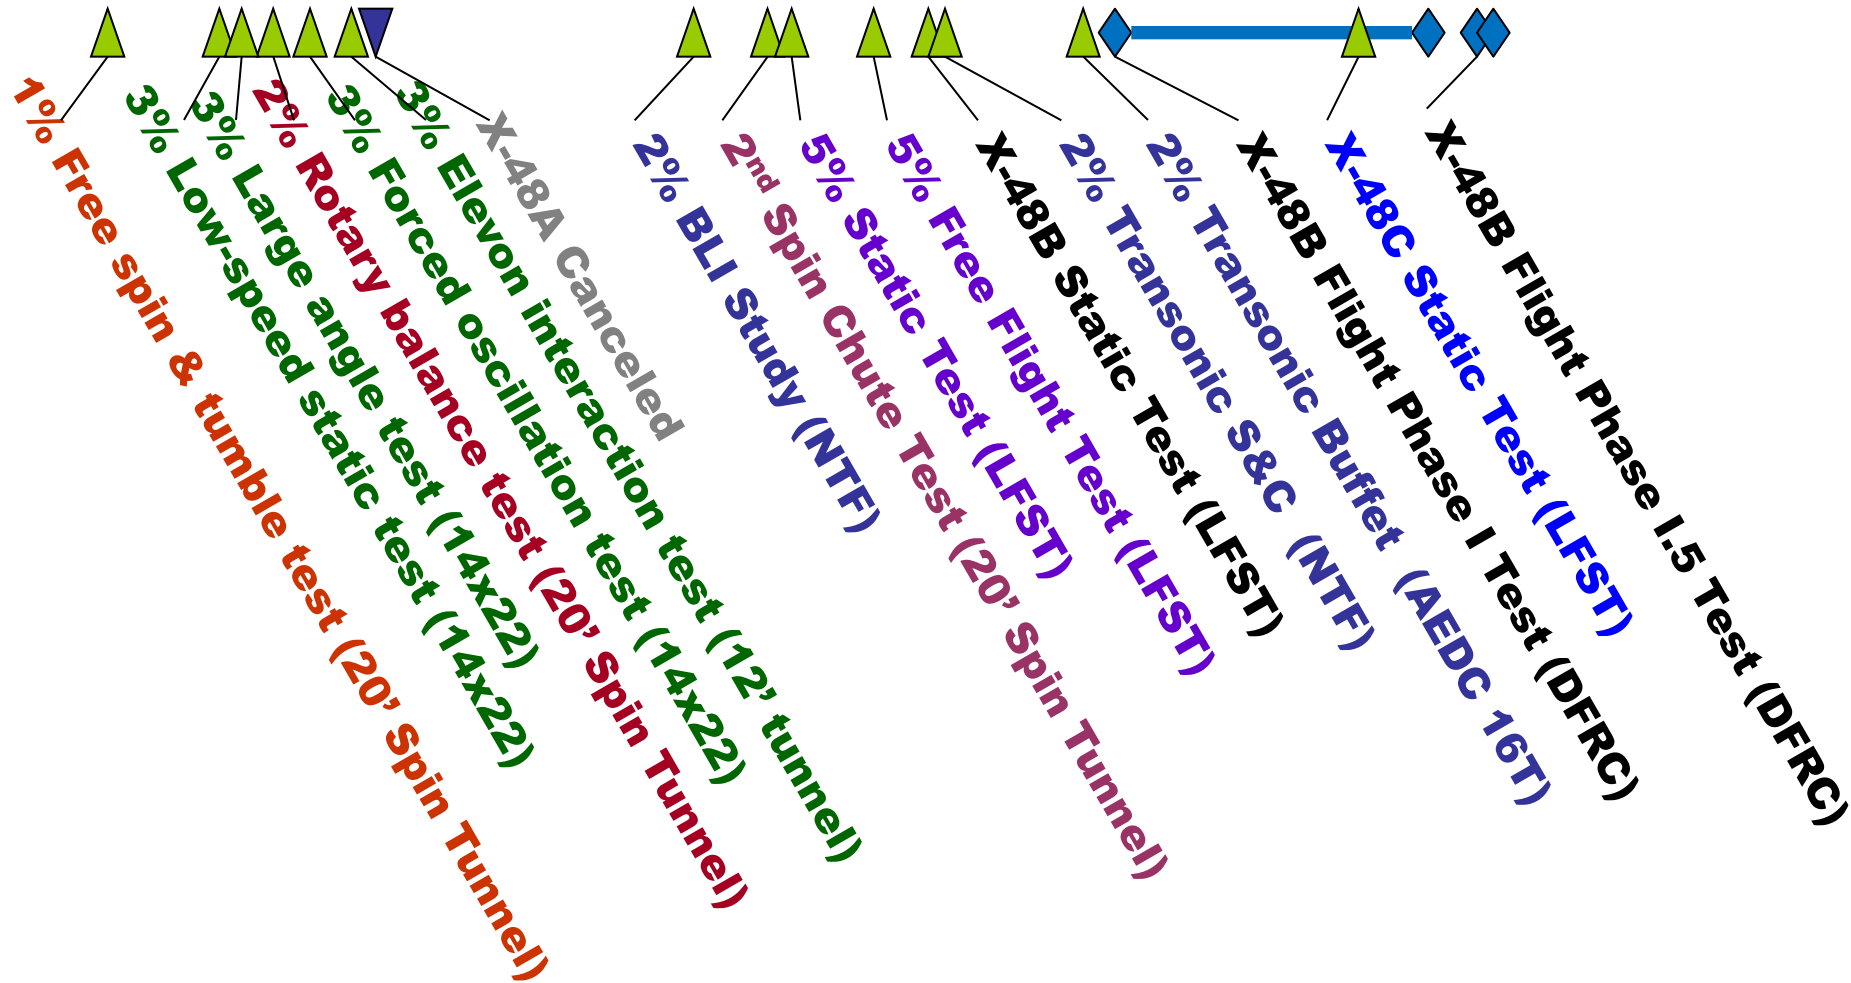 1% Free spin & tumble test (20’ Spin Tunnel)
3% Low-speed static test (14x22)
3% Large angle test (14x22)
2% Rotary balance test (20’ Spin Tunnel)
3% Forced oscillation test (14x22)
3% Elevon interaction test (12’ tunnel)
X-48A Canceled
2% BLI Study (NTF)
2nd Spin Chute Test (20’ Spin Tunnel)
5% Static Test (LFST)
5% Free Flight Test (LFST)
X-48B Static Test (LFST)
2% Transonic S&C (NTF)
2% Transonic Buffet (AEDC 16T)
X-48B Flight Phase I Test (DFRC)
X-48C Static Test (LFST)
X-48B Flight Phase I.5 Test (DFRC)